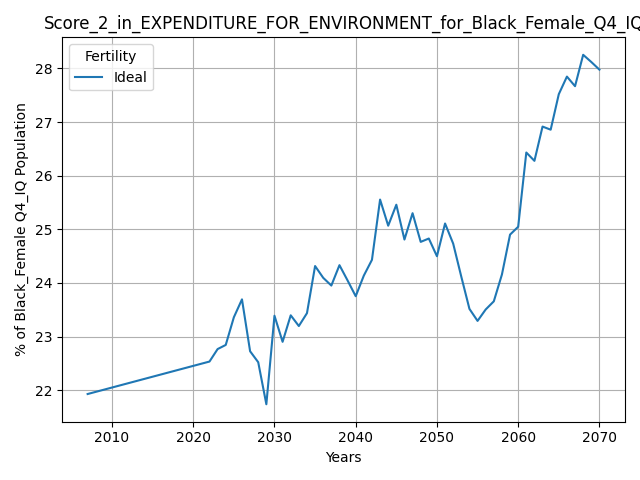 Score_2_in_EXPENDITURE_FOR_ENVIRONMENT_for_Black_Female_Q4_IQ
Fertility
Ideal
% of Black_Female Q4_IQ Population
28
27
26
25
24
23
22
2010 2020 2030 2040 2050 2060 2070
Years